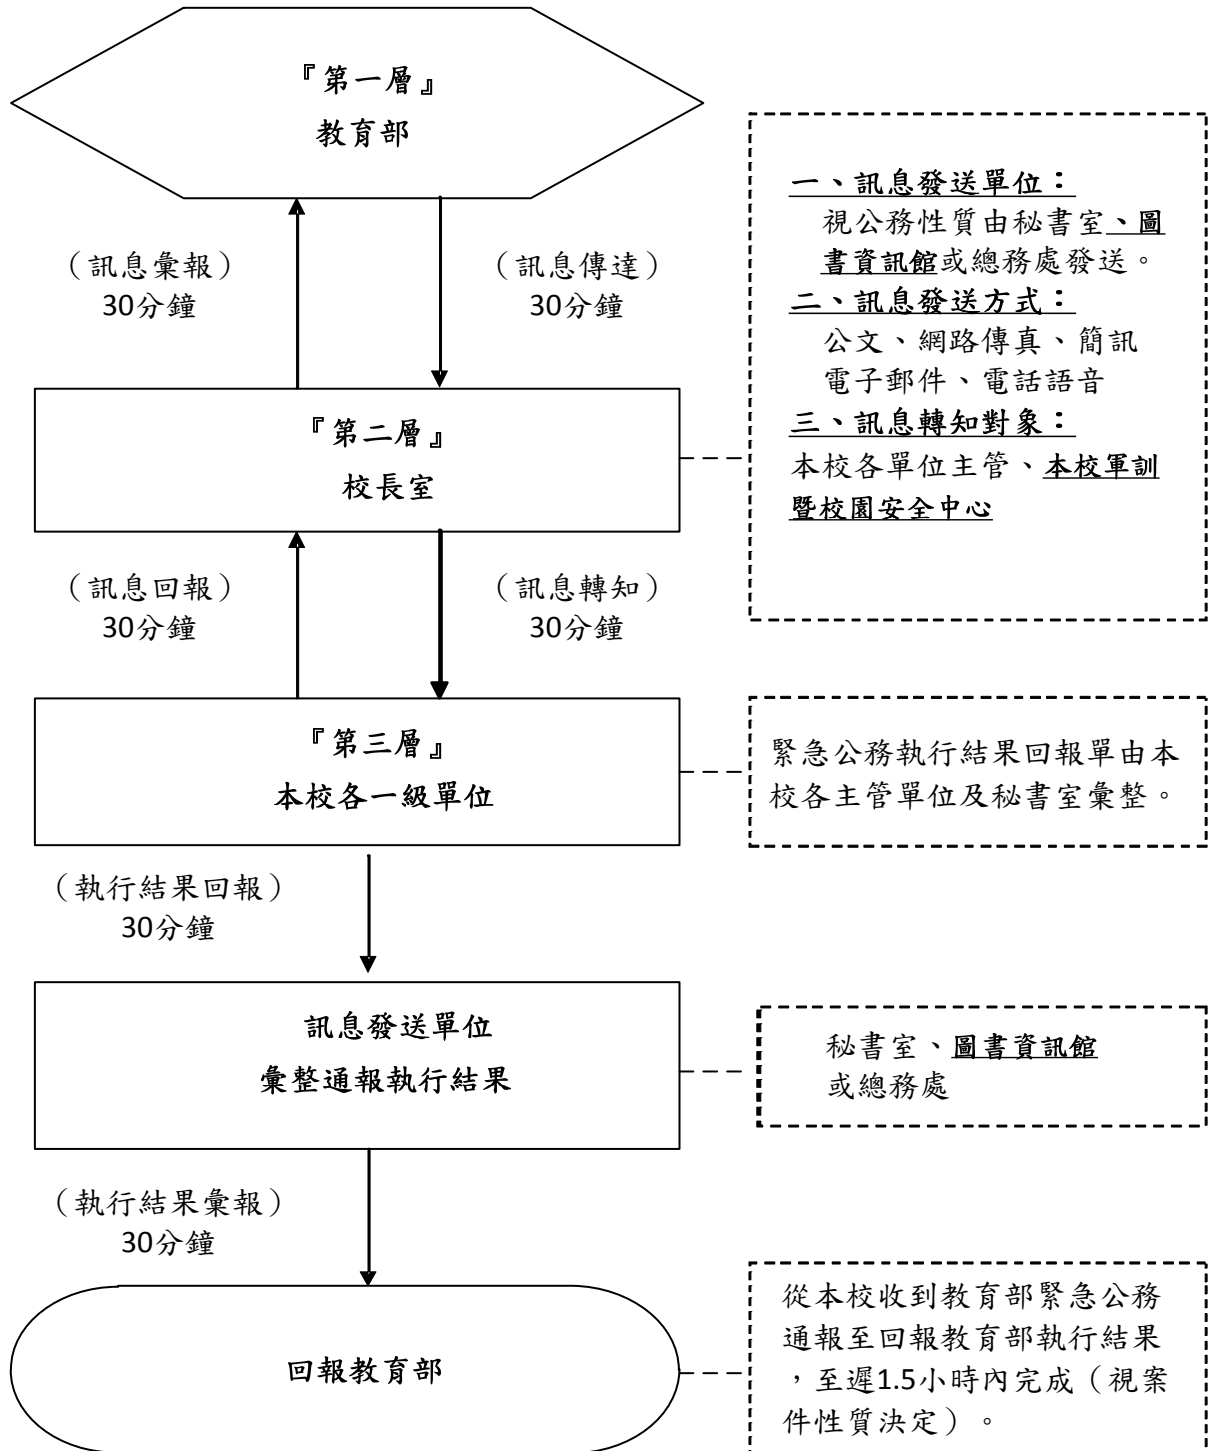 『第一層』
教育部
（訊息彙報）
30分鐘
（訊息傳達）
30分鐘
一、訊息發送單位：
視公務性質由秘書室、圖
書資訊館或總務處發送。
二、訊息發送方式：
公文、網路傳真、簡訊
電子郵件、電話語音
三、訊息轉知對象：
本校各單位主管、本校軍訓
暨校園安全中心
『第二層』
校長室
（訊息回報）
30分鐘
（訊息轉知）
30分鐘
『第三層』
本校各一級單位
緊急公務執行結果回報單由本
校各主管單位及秘書室彙整。
（執行結果回報）
30分鐘
訊息發送單位
彙整通報執行結果
秘書室、圖書資訊館
或總務處
（執行結果彙報）
30分鐘
回報教育部
從本校收到教育部緊急公務
通報至回報教育部執行結果
，至遲1.5小時內完成（視案
件性質決定）。